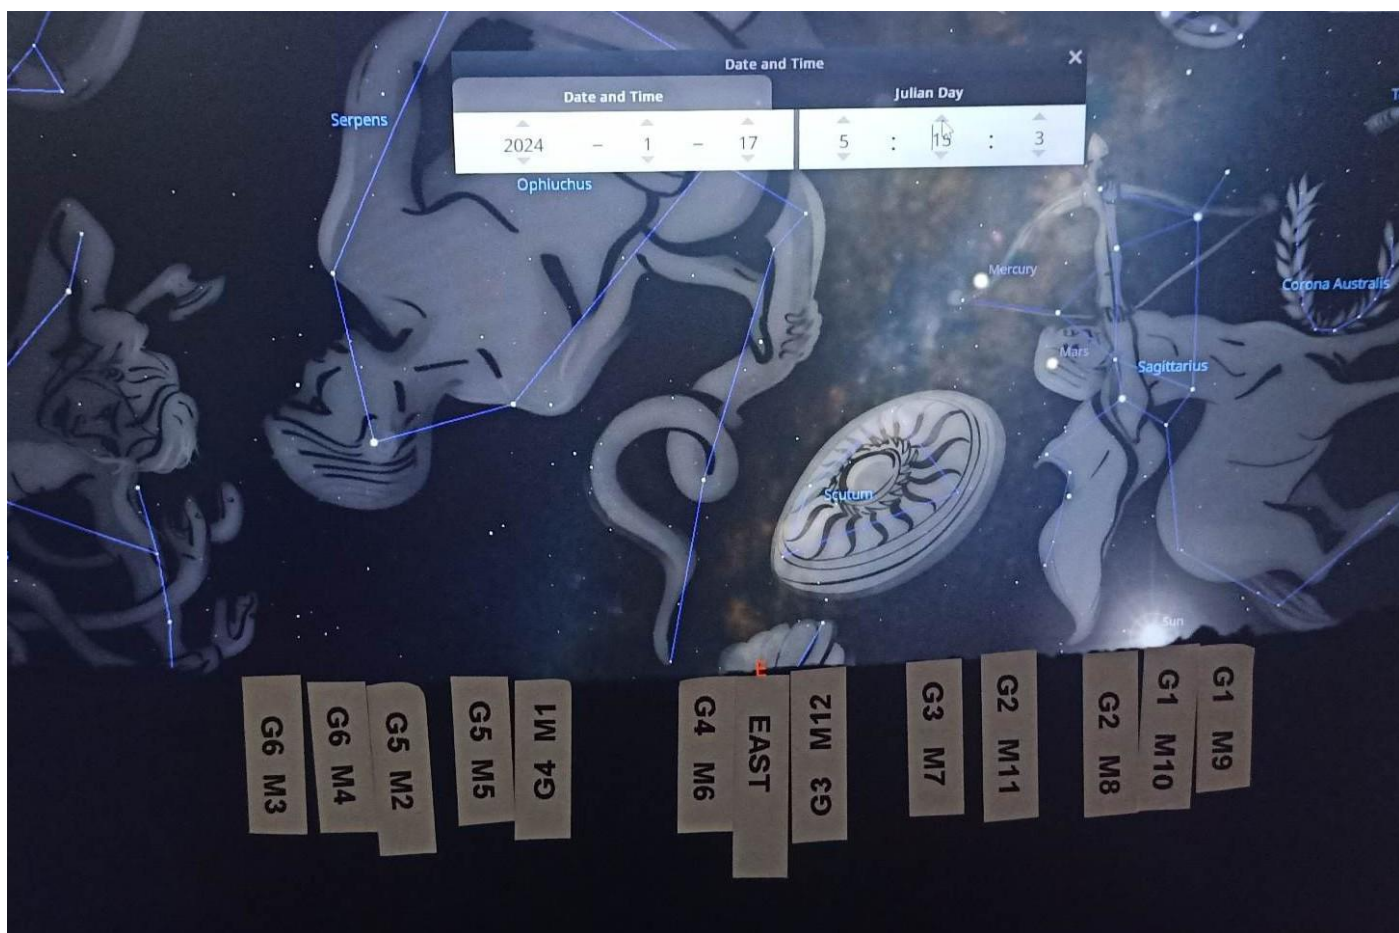 Date and Time
Date and Time
Julian Day
2024 – 1 – 17
5 : 15 : 3
Serpens
Ophiuchus
Mercury
Corona Australis
Mars
Sagittarius
Scutum
Sun
E
G6 M3
G6 M4
G5 M2
G5 M5
G4 M1
G4 M6
EAST
G3 M12
G3 M7
G2 M11
G2 M8
G1 M10
G1 M9